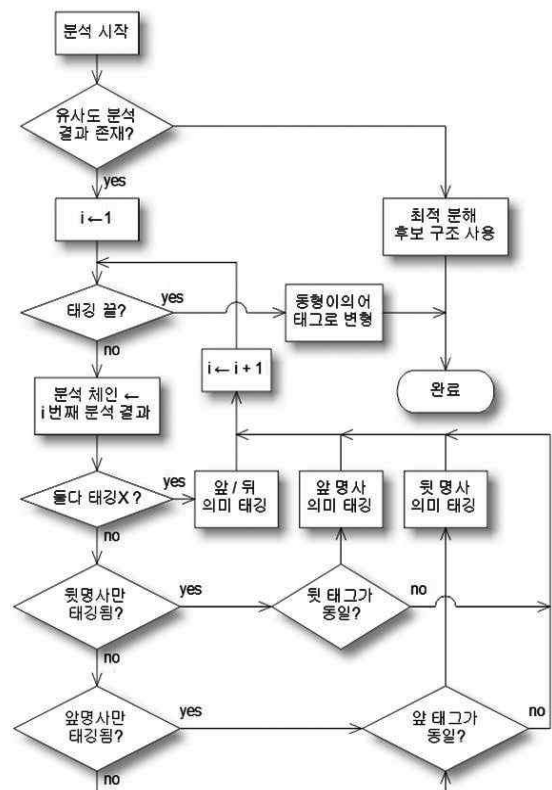 분석 시작
유사도 분석
결과 존재?
yes
i ← 1
최적 분해
후보 구조 사용
태깅 끝?
yes
동형이의어
태그로 변형
no
i ← i + 1
완료
분석 체인 ←
i 번째 분석 결과
둘다 태깅X ?
yes
앞 / 뒤
의미 태깅
앞 명사
의미 태깅
뒷 명사
의미 태깅
no
뒷명사만
태깅됨?
yes
뒷 태그가
동일?
no
no
앞명사만
태깅됨?
yes
앞 태그가
동일?
no
no